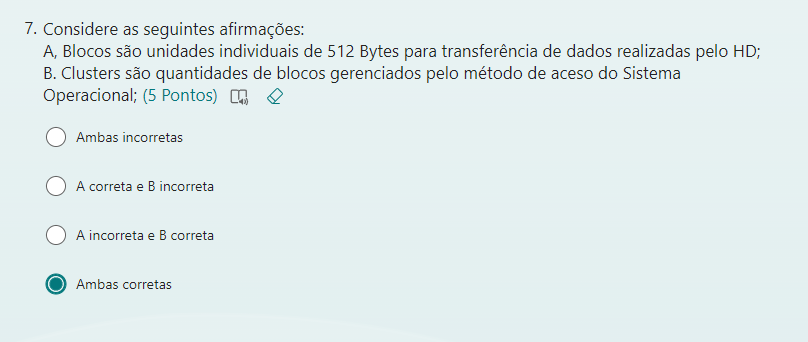 7. Considere as seguintes afirmações:
A, Blocos são unidades individuais de 512 Bytes para transferência de dados realizadas pelo HD;
B. Clusters são quantidades de blocos gerenciados pelo método de aceso do Sistema
Operacional; (5 Pontos)
Ambas incorretas
A correta e B incorreta
A incorreta e B correta
Ambas corretas